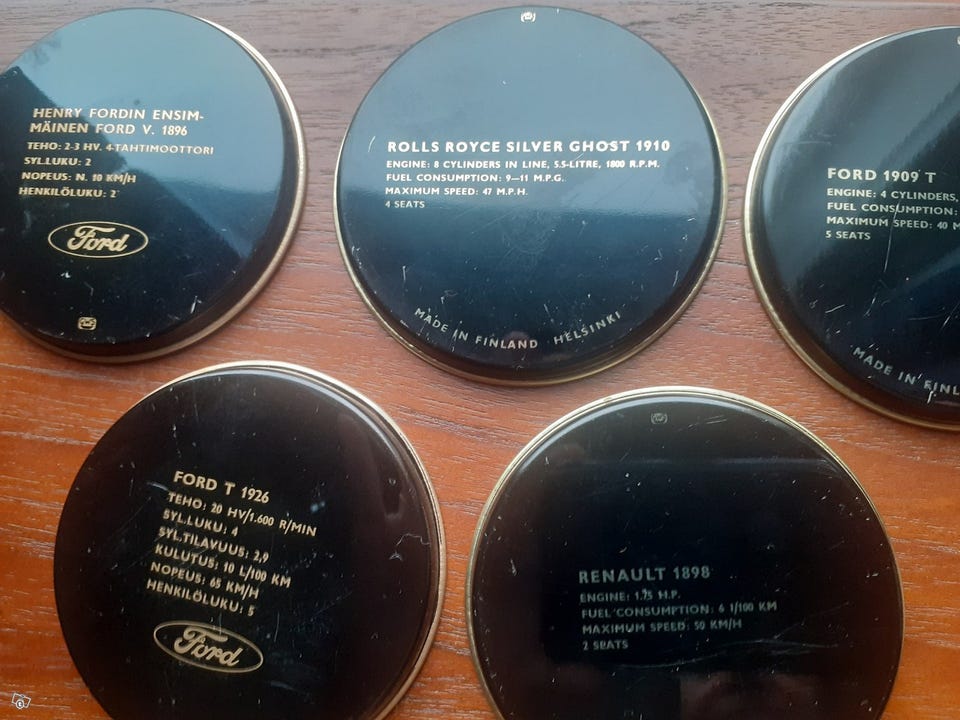 HENRY FORDIN ENSIM-
MÄINEN FORD V. 1896
TEHO: 2-3 HV. 4-TAHTIMOOTTORI
SYL.LUKU: 2
NOPEUS: N. 10 KM/H
HENKILÖLUKU: 2
Ford
ROLLS ROYCE SILVER GHOST 1910
ENGINE: 8 CYLINDERS IN LINE, 5.5-LITRE, 1800 R.P.M.
FUEL CONSUMPTION: 9—11 M.P.G.
MAXIMUM SPEED: 47 M.P.H.
4 SEATS
MADE IN FINLAND HELSINKI
FORD 1909 T
ENGINE: 4 CYLINDERS,
FUEL CONSUMPTION:
MAXIMUM SPEED: 40 M
5 SEATS
MADE IN FINL
FORD T 1926
TEHO: 20 HV/1.600 R/MIN
SYL.LUKU: 4
SYL.TILAVUUS: 2,9
KULUTUS: 10 L/100 KM
NOPEUS: 65 KM/H
HENKILÖLUKU: 5
Ford
RENAULT 1898
ENGINE: 1.75 H.P.
FUEL CONSUMPTION: 6 l/100 KM
MAXIMUM SPEED: 50 KM/H
2 SEATS